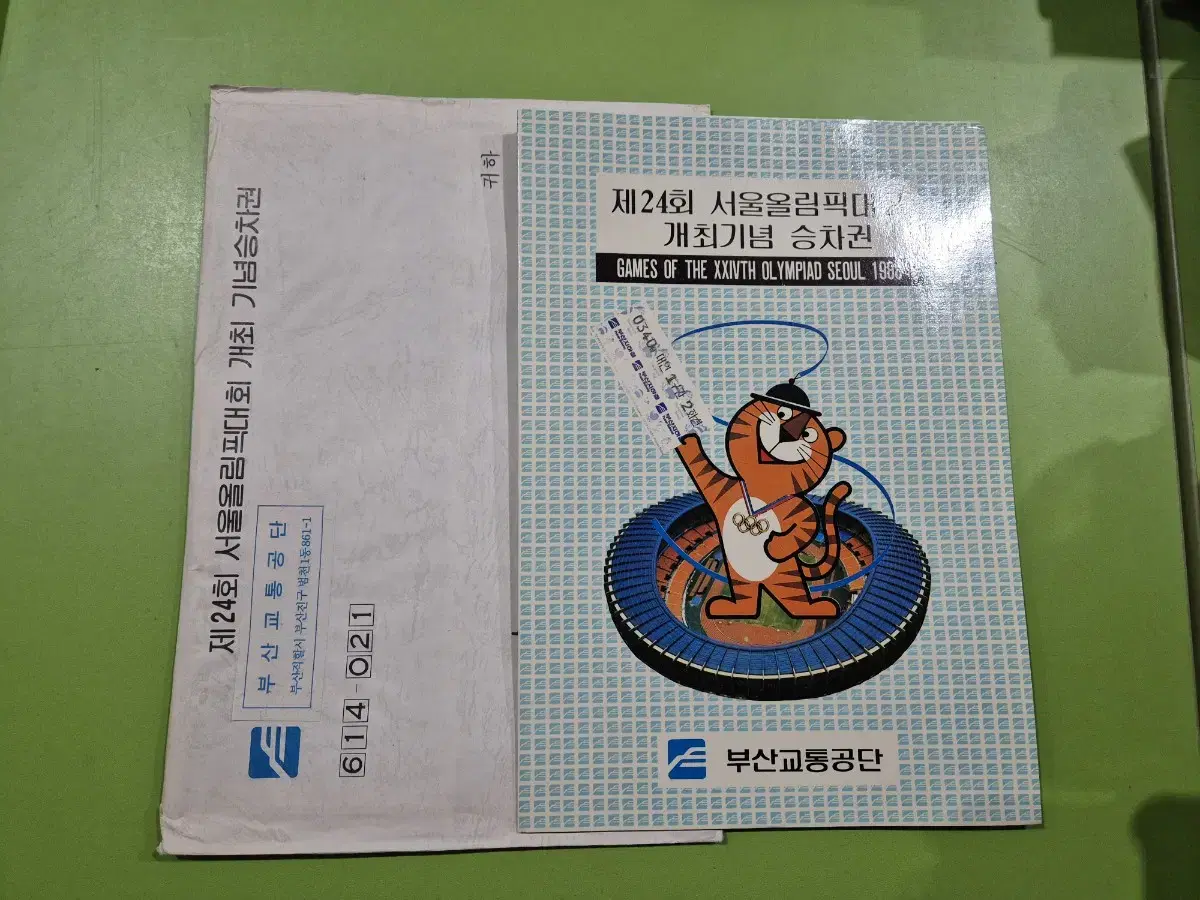 제24회 서울올림픽대회 개최 기념승차권
부산교통공단
부산직할시 부산진구 범천1동861-1
614-021
귀하
제24회 서울올림픽대회
개최기념 승차권
GAMES OF THE XXIVTH OLYMPIAD SEOUL 1988
0340
부산교통공단